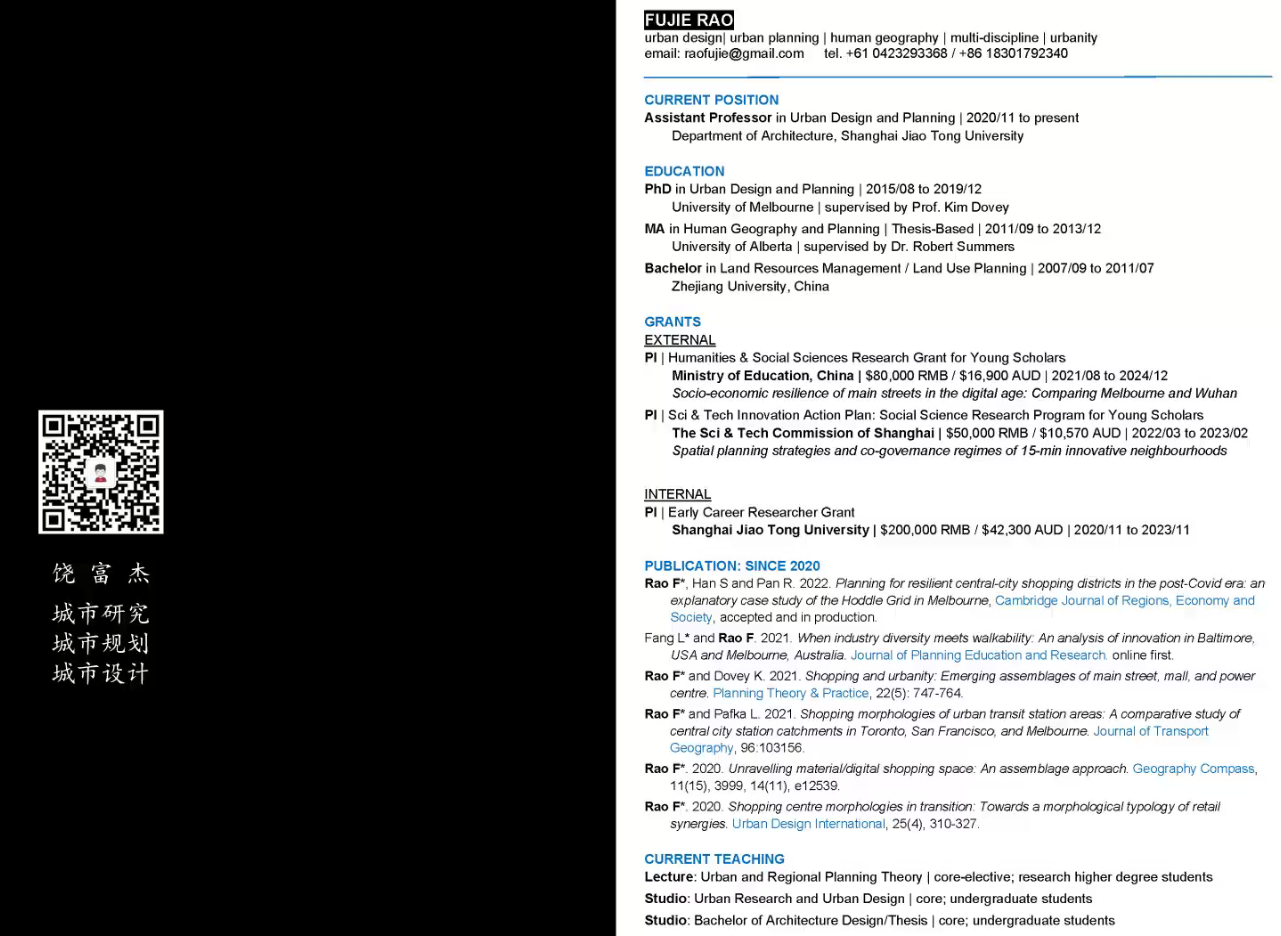 饶富杰
城市研究
城市规划
城市设计
FUJIE RAO
urban design| urban planning | human geography | multi-discipline | urbanity
email: raofujie@gmail.com tel. +61 0423293368 / +86 18301792340
CURRENT POSITION
Assistant Professor in Urban Design and Planning | 2020/11 to present
Department of Architecture, Shanghai Jiao Tong University
EDUCATION
PhD in Urban Design and Planning | 2015/08 to 2019/12
University of Melbourne | supervised by Prof. Kim Dovey
MA in Human Geography and Planning | Thesis-Based | 2011/09 to 2013/12
University of Alberta | supervised by Dr. Robert Summers
Bachelor in Land Resources Management / Land Use Planning | 2007/09 to 2011/07
Zhejiang University, China
GRANTS
EXTERNAL
PI | Humanities & Social Sciences Research Grant for Young Scholars
Ministry of Education, China | $80,000 RMB / $16,900 AUD | 2021/08 to 2024/12
Socio-economic resilience of main streets in the digital age: Comparing Melbourne and Wuhan
PI | Sci & Tech Innovation Action Plan: Social Science Research Program for Young Scholars
The Sci & Tech Commission of Shanghai | $50,000 RMB / $10,570 AUD | 2022/03 to 2023/02
Spatial planning strategies and co-governance regimes of 15-min innovative neighbourhoods
INTERNAL
PI | Early Career Researcher Grant
Shanghai Jiao Tong University | $200,000 RMB / $42,300 AUD | 2020/11 to 2023/11
PUBLICATION: SINCE 2020
Rao F*, Han S and Pan R. 2022. Planning for resilient central-city shopping districts in the post-Covid era: an
explanatory case study of the Hoddle Grid in Melbourne, Cambridge Journal of Regions, Economy and
Society, accepted and in production.
Fang L* and Rao F. 2021. When industry diversity meets walkability: An analysis of innovation in Baltimore,
USA and Melbourne, Australia. Journal of Planning Education and Research. online first.
Rao F* and Dovey K. 2021. Shopping and urbanity: Emerging assemblages of main street, mall, and power
centre. Planning Theory & Practice, 22(5): 747-764.
Rao F* and Pafka L. 2021. Shopping morphologies of urban transit station areas: A comparative study of
central city station catchments in Toronto, San Francisco, and Melbourne. Journal of Transport
Geography, 96:103156.
Rao F*. 2020. Unravelling material/digital shopping space: An assemblage approach. Geography Compass,
11(15), 3999, 14(11), e12539.
Rao F*. 2020. Shopping centre morphologies in transition: Towards a morphological typology of retail
synergies. Urban Design International, 25(4), 310-327.
CURRENT TEACHING
Lecture: Urban and Regional Planning Theory | core-elective; research higher degree students
Studio: Urban Research and Urban Design | core; undergraduate students
Studio: Bachelor of Architecture Design/Thesis | core; undergraduate students